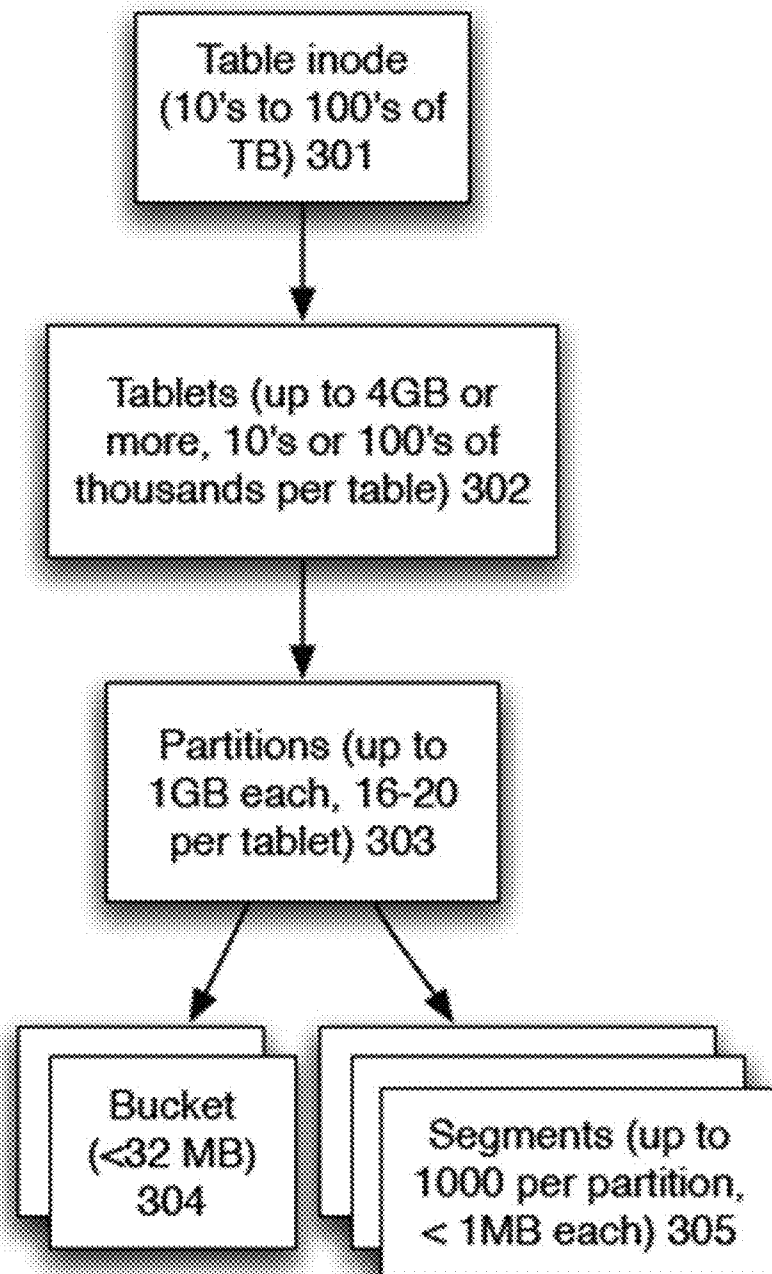 Table inode
(10's to 100's of
TB) 301
Tablets (up to 4GB or
more, 10's or 100's of
thousands per table) 302
Partitions (up to
1GB each, 16-20
per tablet) 303
Bucket
(<32 MB)
304
Segments (up to
1000 per partition,
< 1MB each) 305